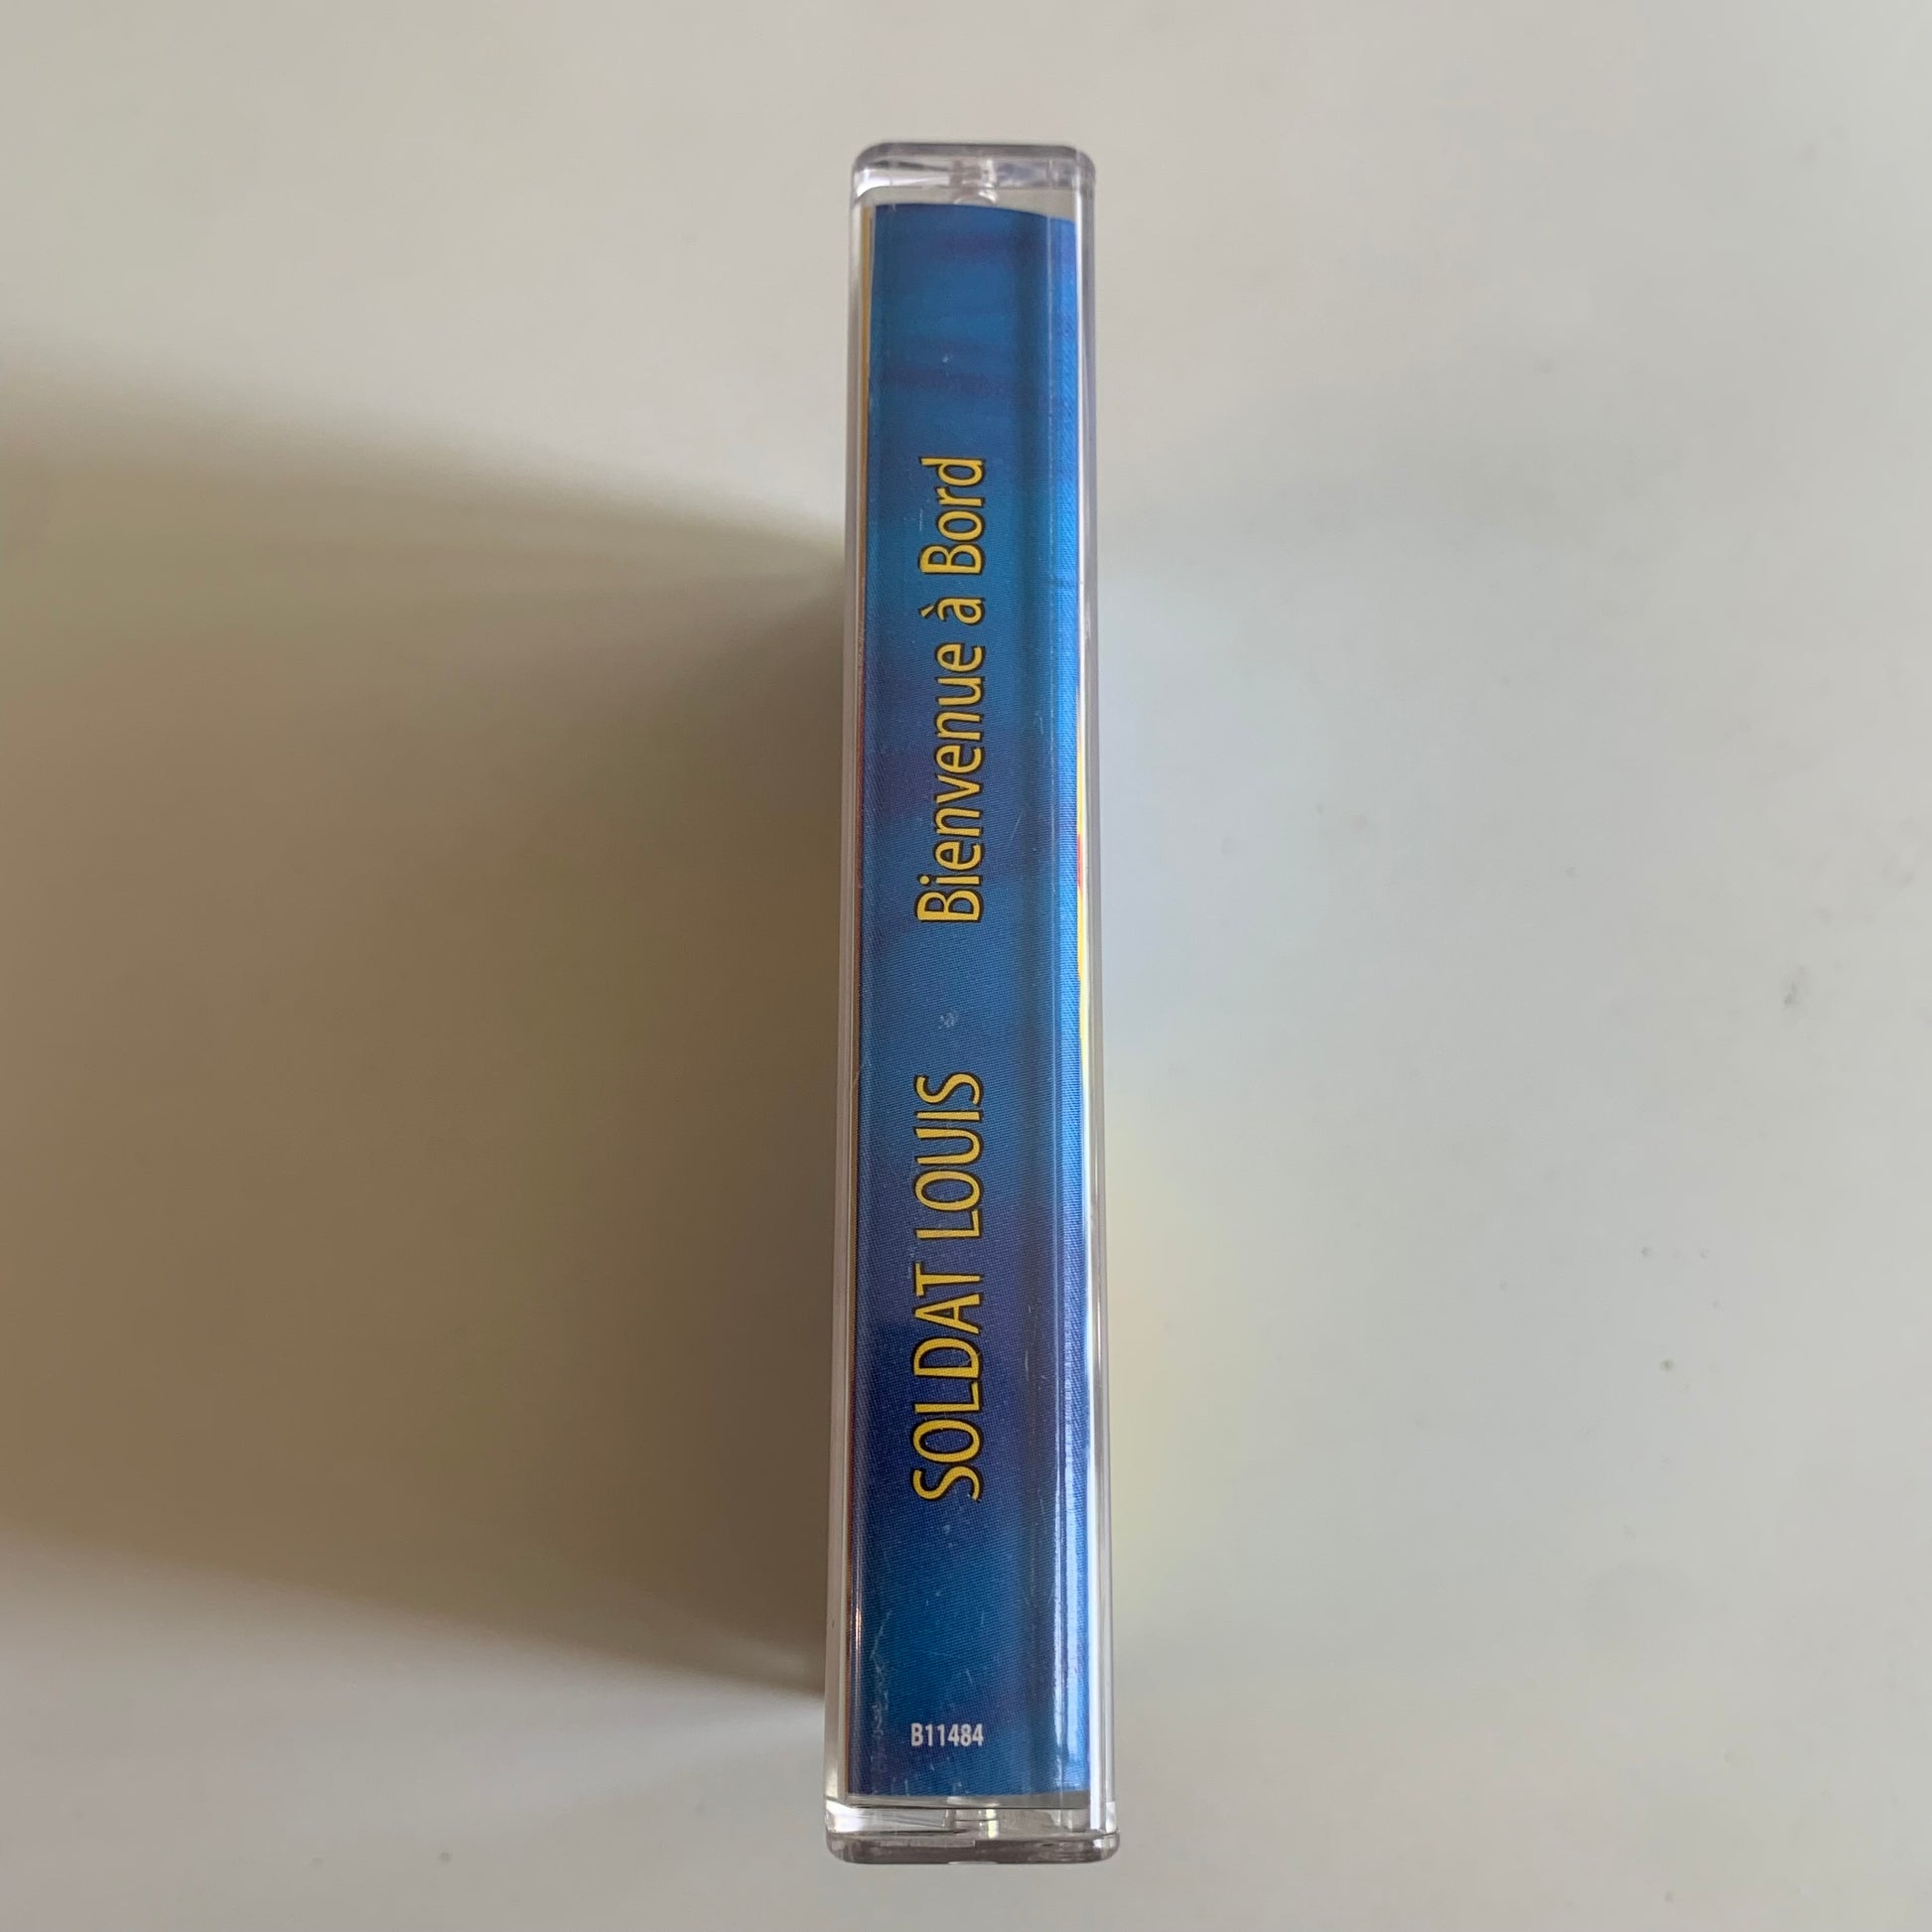 SOLDAT LOUIS Bienvenue à Bord
B11484